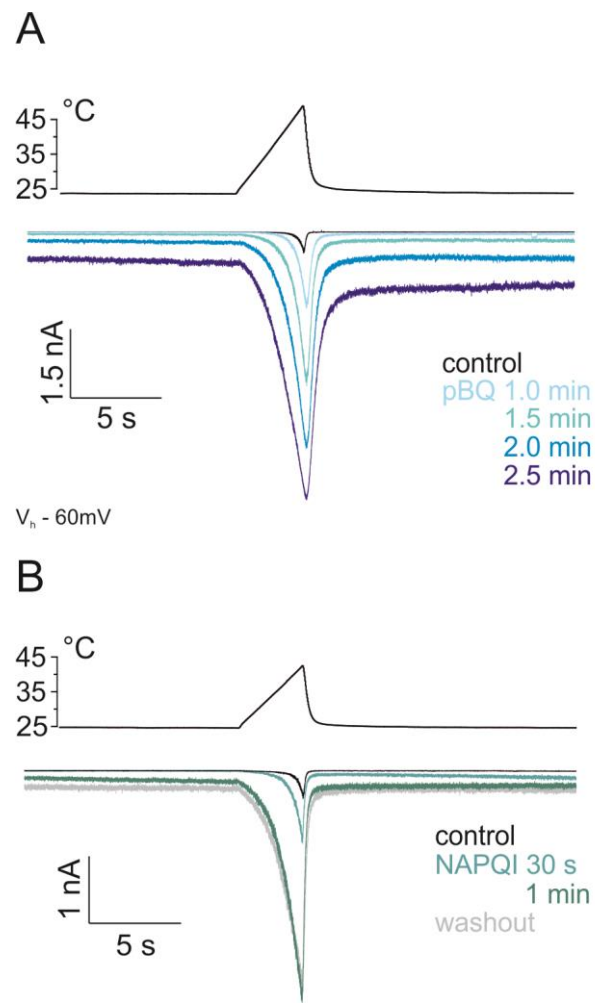 A
°C
45
35
25
1.5 nA
5 s
control
pBQ 1.0 min
1.5 min
2.0 min
2.5 min
Vh - 60mV
B
°C
45
35
25
1 nA
5 s
control
NAPQI 30 s
1 min
washout